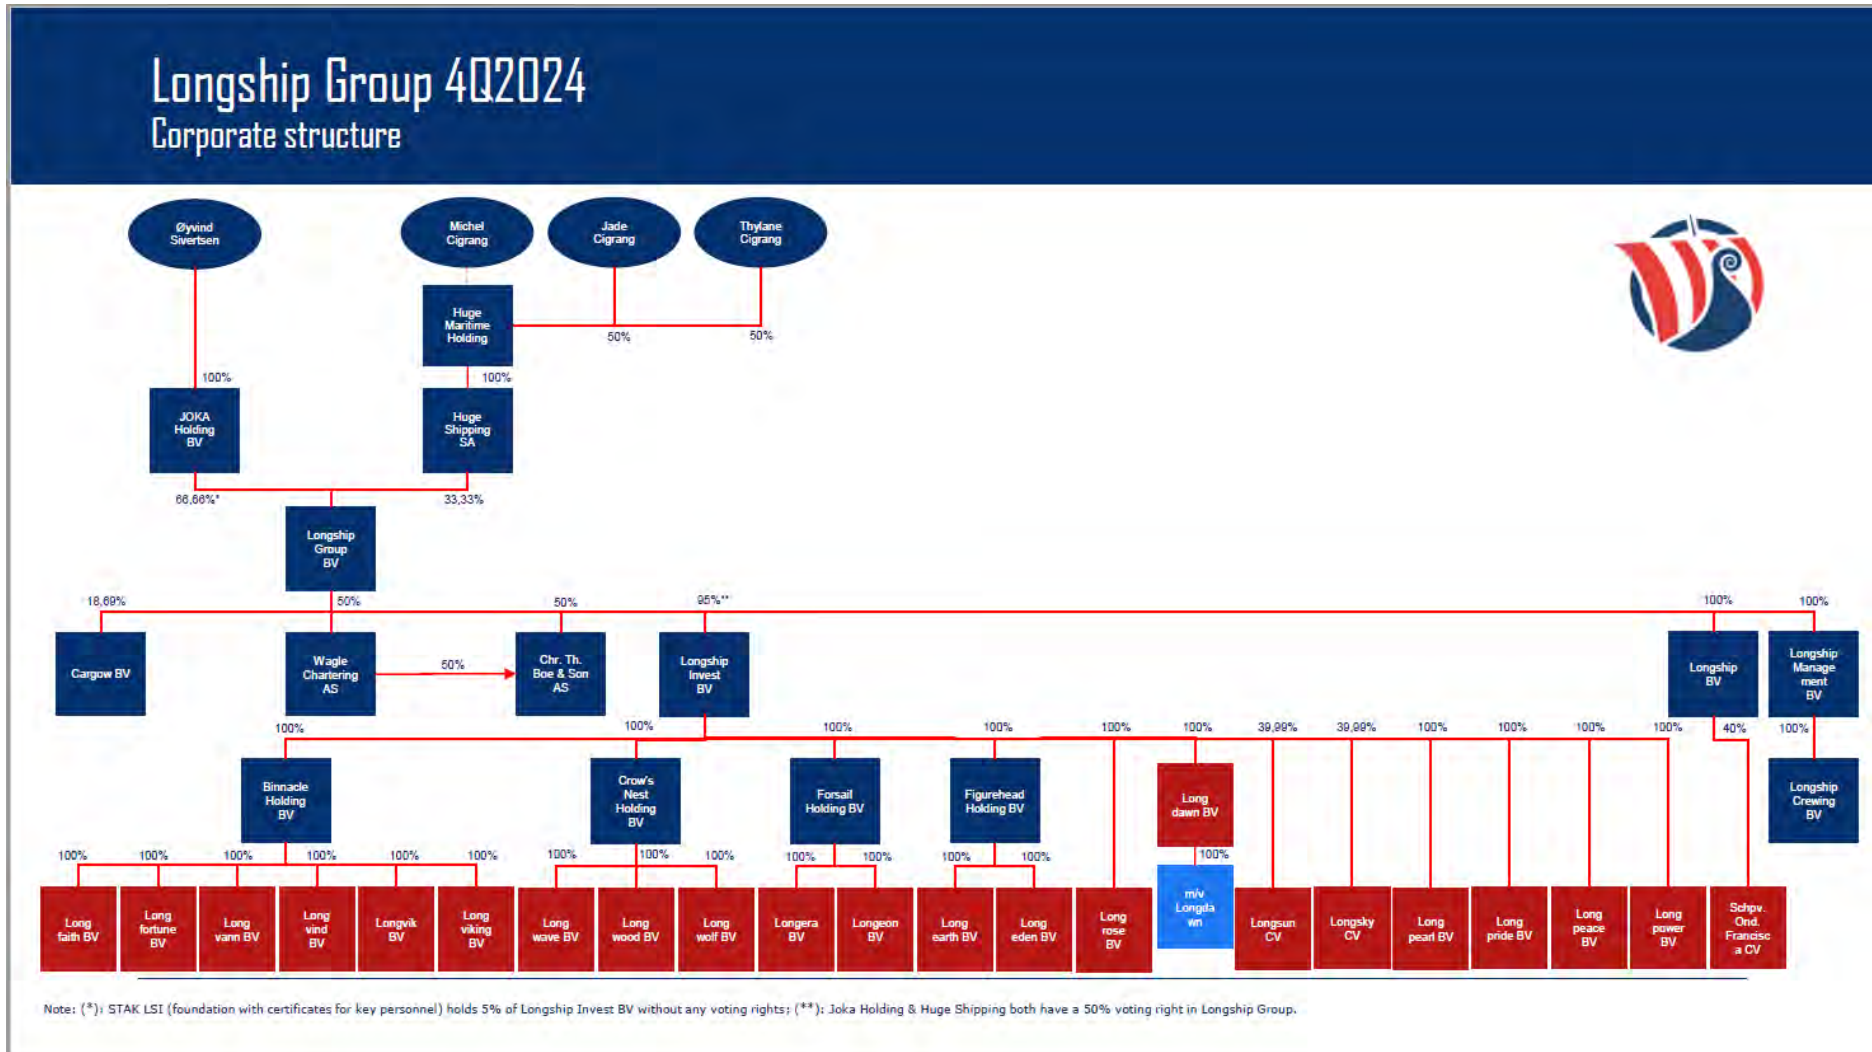 Longship Group 4Q2024
Corporate structure
Øyvind
Sivertsen
Michel
Cigrang
Jade
Cigrang
Thylane
Cigrang
Huge
Maritime
Holding
50%
50%
100%
100%
JOKA
Holding
BV
Huge
Shipping
SA
66,66%*
33,33%
Longship
Group
BV
18,69%
50%
50%
95%**
100%
100%
Cargow BV
Wagle
Chartering
AS
50%
Chr. Th.
Boe & Son
AS
Longship
Invest
BV
Longship
BV
Longship
Manage
ment
BV
100%
100%
100%
100%
100%
100%
39,99%
39,99%
100%
100%
100%
100%
40%
100%
Binnacle
Holding
BV
Crow's
Nest
Holding
BV
Forsail
Holding BV
Figurehead
Holding BV
Long
dawn BV
Longship
Crewing
BV
100%
100%
100%
100%
100%
100%
100%
100%
100%
100%
100%
100%
100%
100%
Long
faith BV
Long
fortune
BV
Long
vann BV
Long
vind
BV
Longvik
BV
Long
viking
BV
Long
wave BV
Long
wood BV
Long
wolf BV
Longera
BV
Longeon
BV
Long
earth BV
Long
eden BV
Long
rose
BV
m/v
Longda
wn
Longsun
CV
Longsky
CV
Long
pearl BV
Long
pride BV
Long
peace
BV
Long
power
BV
Schpv.
Ond.
Francisc
a CV
Note: (*): STAK LSI (foundation with certificates for key personnel) holds 5% of Longship Invest BV without any voting rights; (**): Joka Holding & Huge Shipping both have a 50% voting right in Longship Group.